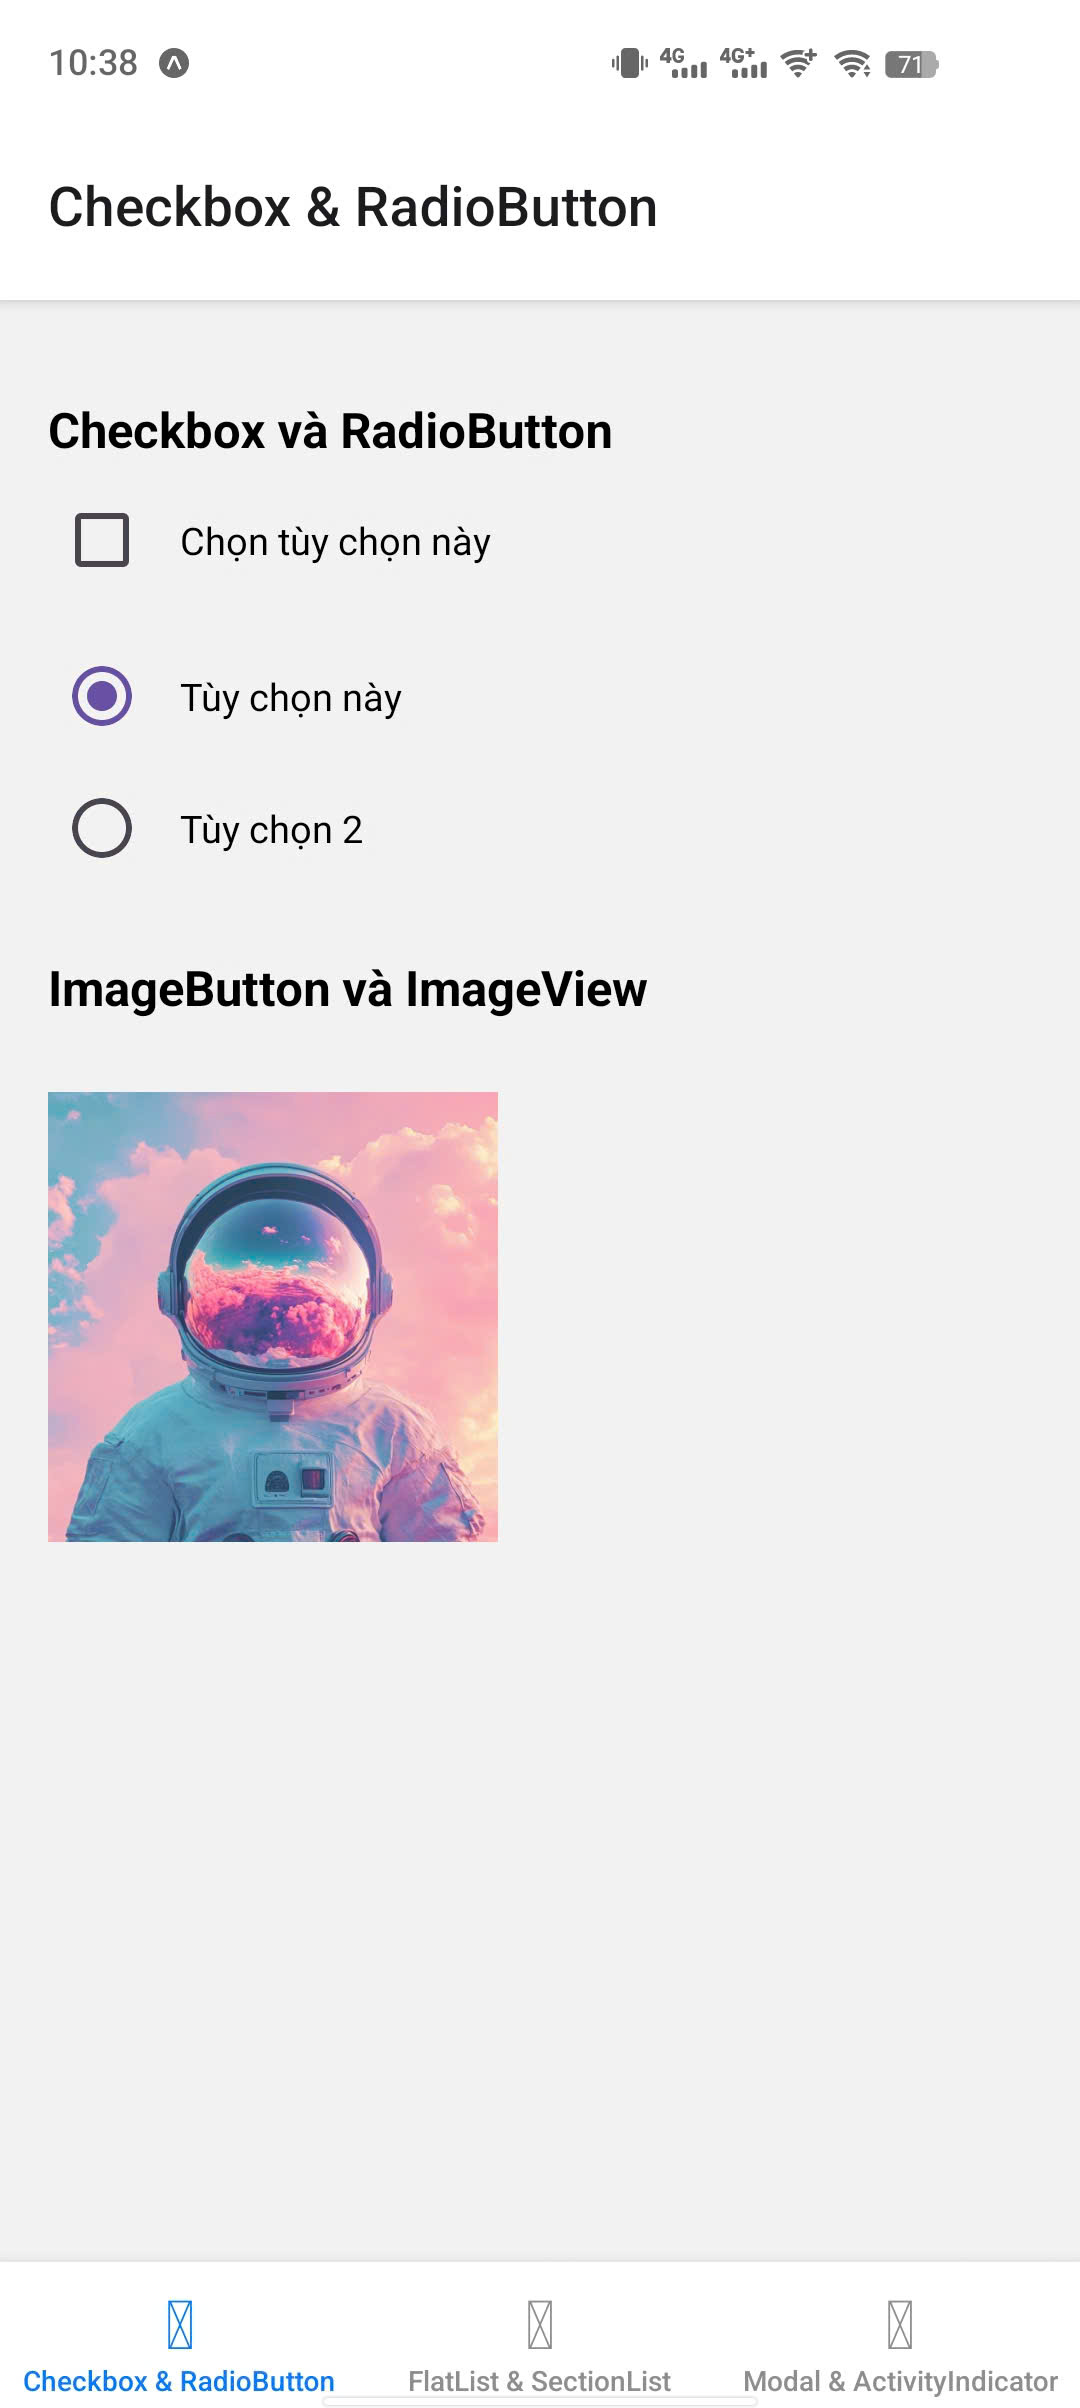 10:38
4G 4G+ 71
Checkbox & RadioButton
Checkbox và RadioButton
Chọn tùy chọn này
Tùy chọn này
Tùy chọn 2
ImageButton và ImageView
Checkbox & RadioButton
FlatList & SectionList
Modal & ActivityIndicator